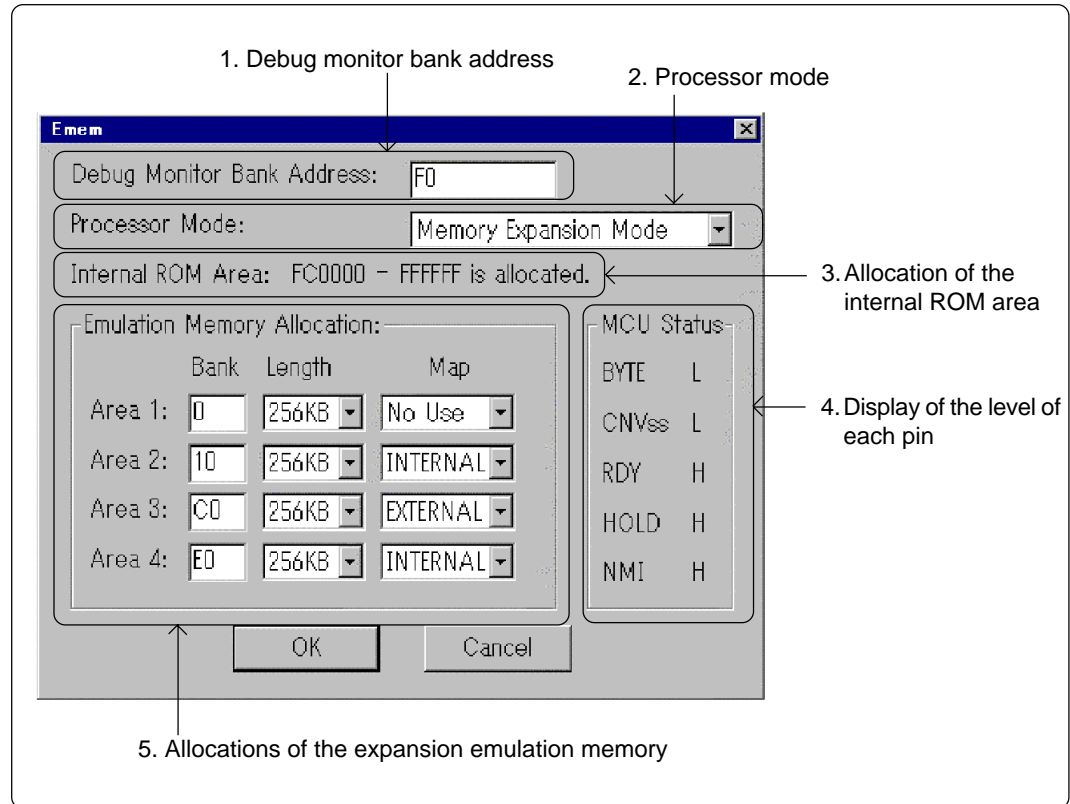 1. Debug monitor bank address
2. Processor mode
Emem
Debug Monitor Bank Address: F0
Processor Mode: Memory Expansion Mode
Internal ROM Area: FC0000 - FFFFFF is allocated.
3. Allocation of the
internal ROM area
Emulation Memory Allocation:
Bank Length Map
Area 1: 0 256KB No Use
Area 2: 10 256KB INTERNAL
Area 3: C0 256KB EXTERNAL
Area 4: E0 256KB INTERNAL
MCU Status
BYTE L
CNVss L
RDY H
HOLD H
NMI H
4. Display of the level of
each pin
OK Cancel
5. Allocations of the expansion emulation memory